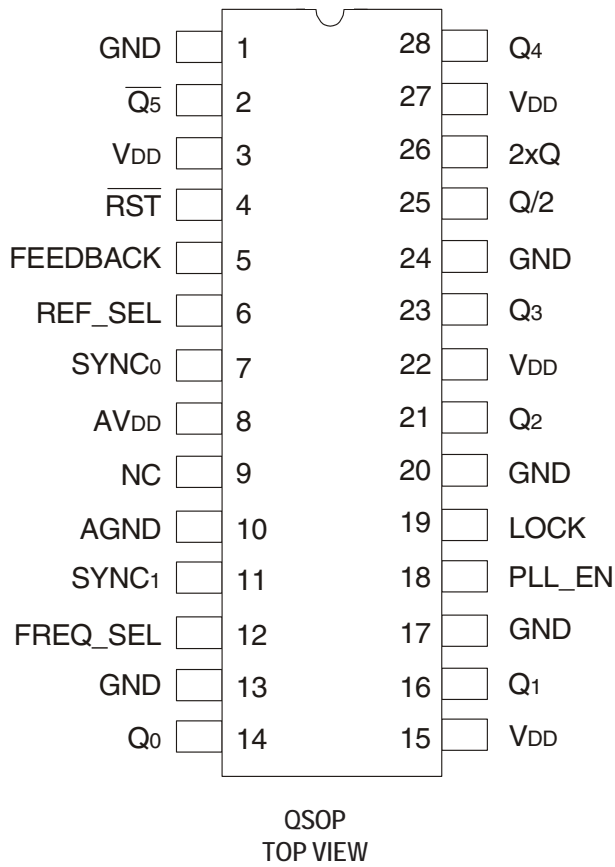 GND 1 28 Q4
Q̅5̅ 2 27 VDD
VDD 3 26 2xQ
R̅S̅T̅ 4 25 Q/2
FEEDBACK 5 24 GND
REF_SEL 6 23 Q3
SYNC0 7 22 VDD
AVDD 8 21 Q2
NC 9 20 GND
AGND 10 19 LOCK
SYNC1 11 18 PLL_EN
FREQ_SEL 12 17 GND
GND 13 16 Q1
Q0 14 15 VDD
QSOP
TOP VIEW